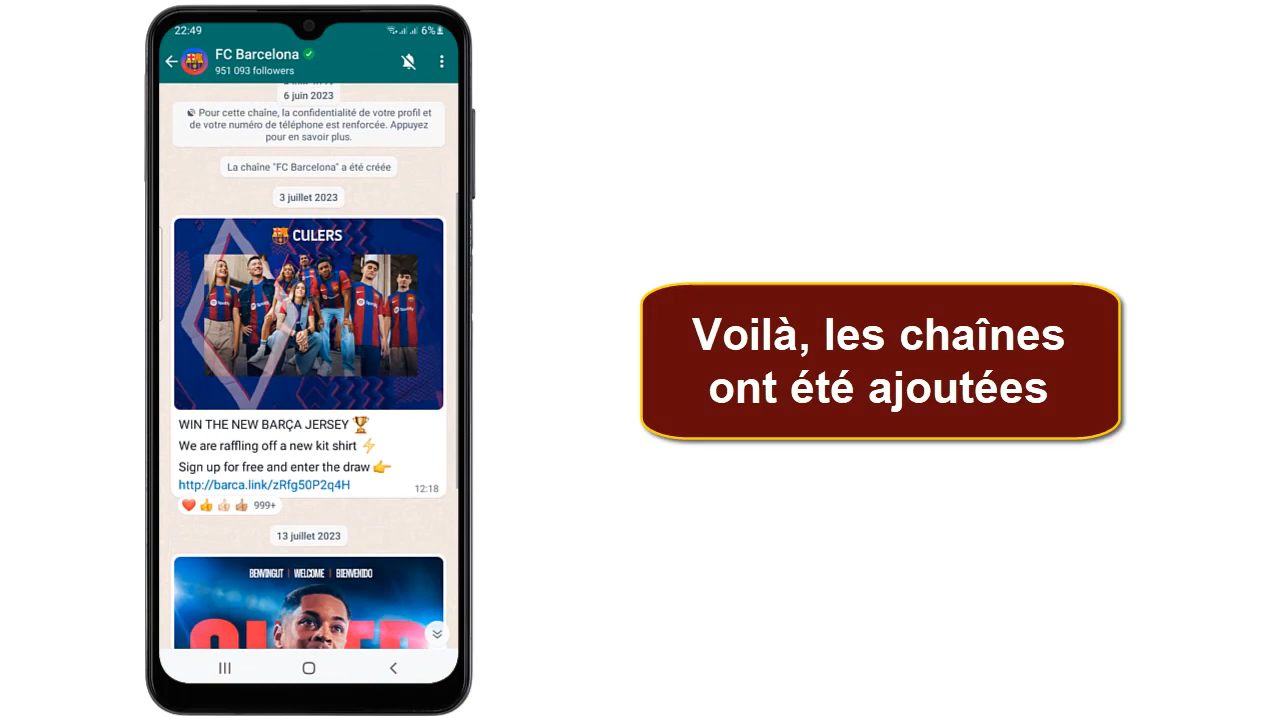 22:49
6%
FC Barcelona
951 093 followers
6 juin 2023
Pour cette chaîne, la confidentialité de votre profil et
de votre numéro de téléphone est renforcée. Appuyez
pour en savoir plus.
La chaîne "FC Barcelona" a été créée
3 juillet 2023
CULERS
WIN THE NEW BARÇA JERSEY 🏆
We are raffling off a new kit shirt ⚡
Sign up for free and enter the draw 👉
http://barca.link/zRfg50P2q4H
12:18
999+
13 juillet 2023
BENVINGUT | WELCOME | BIENVENIDO
Voilà, les chaînes
ont été ajoutées